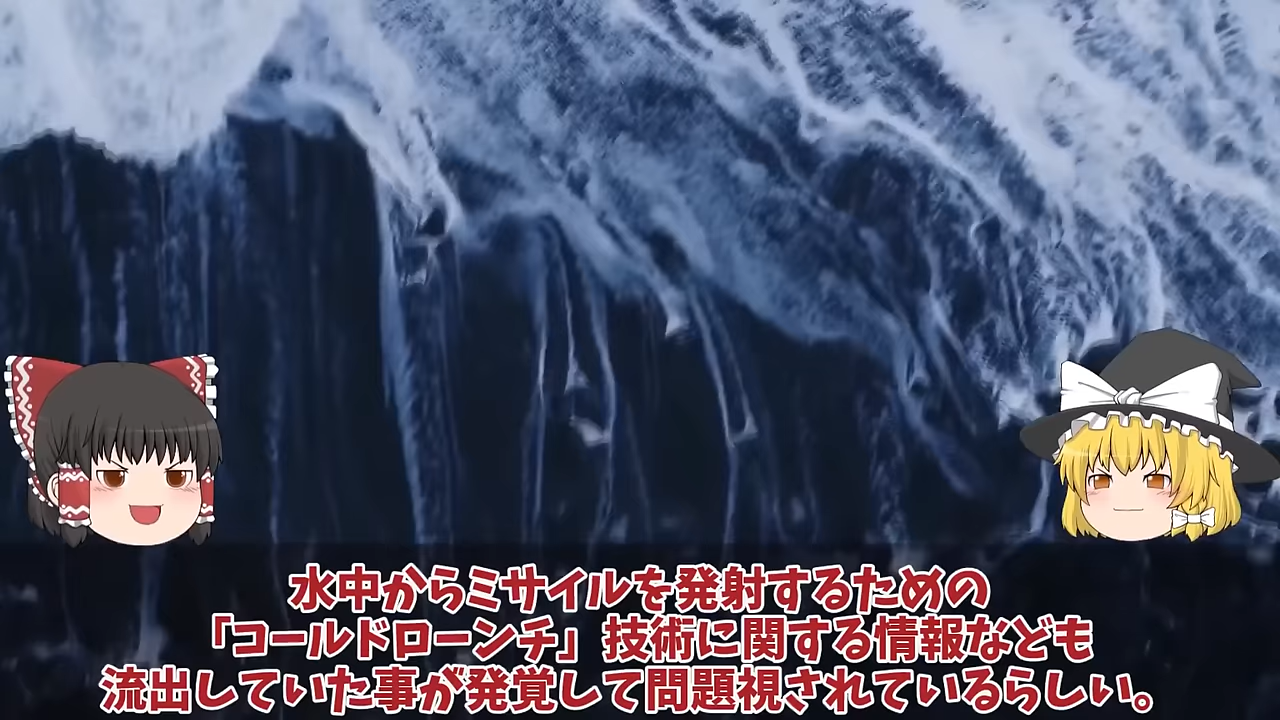 水中からミサイルを発射するための
「コールドローンチ」技術に関する情報なども
流出していた事が発覚して問題視されているらしい。